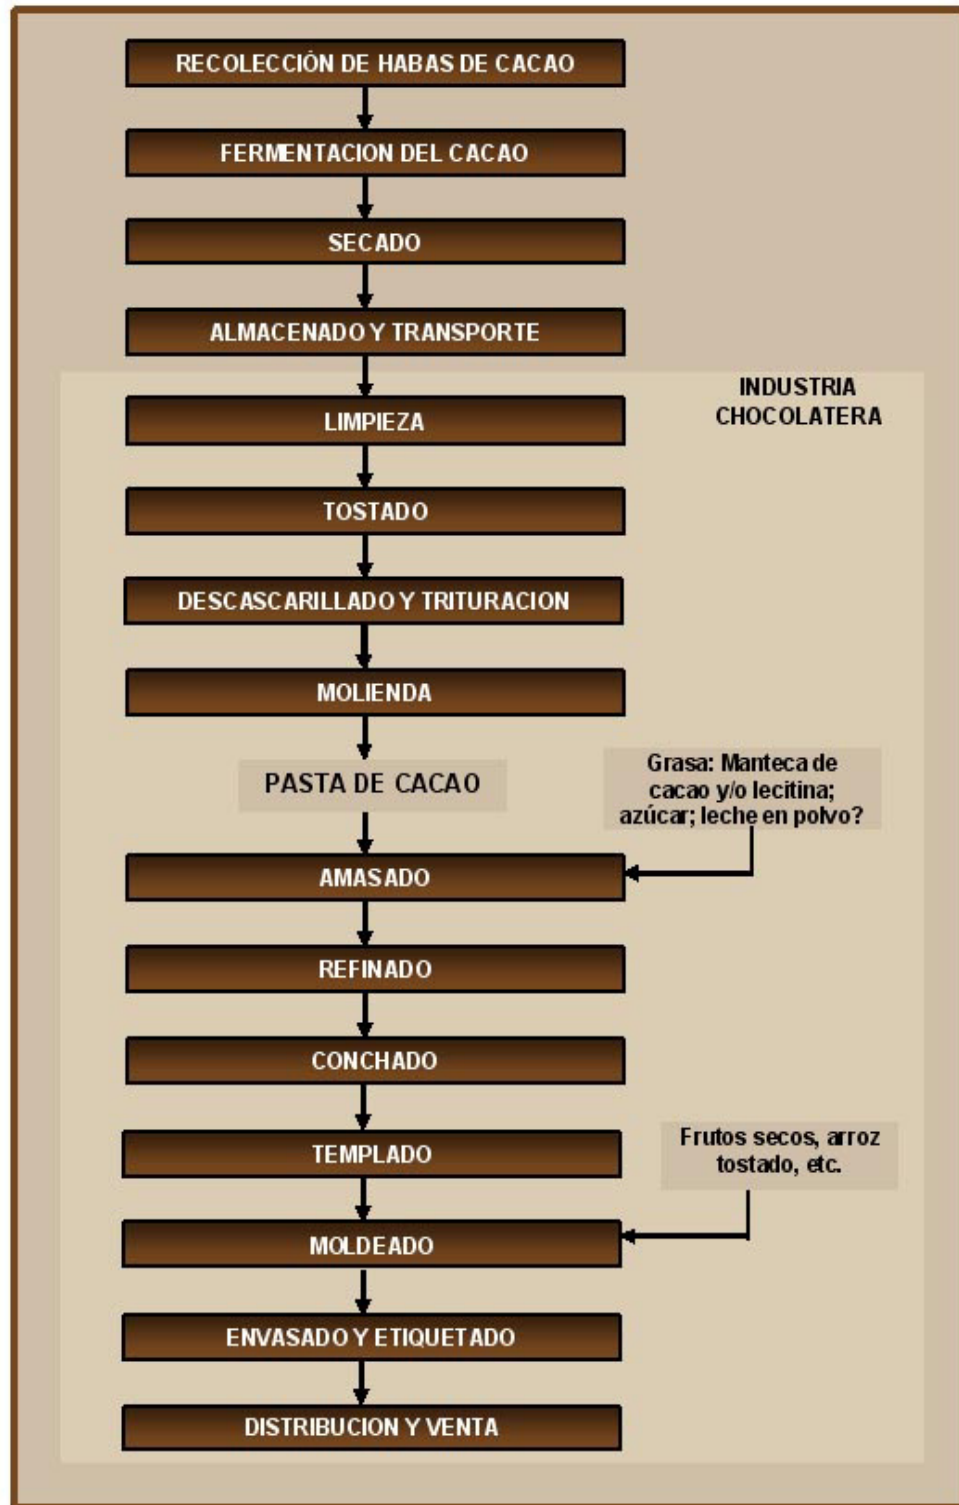 RECOLECCIÓN DE HABAS DE CACAO
FERMENTACION DEL CACAO
SECADO
ALMACENADO Y TRANSPORTE
INDUSTRIA
CHOCOLATERA
LIMPIEZA
TOSTADO
DESCASCARILLADO Y TRITURACION
MOLIENDA
PASTA DE CACAO
Grasa: Manteca de
cacao y/o lecitina;
azúcar; leche en polvo?
AMASADO
REFINADO
CONCHADO
TEMPLADO
Frutos secos, arroz
tostado, etc.
MOLDEADO
ENVASADO Y ETIQUETADO
DISTRIBUCION Y VENTA